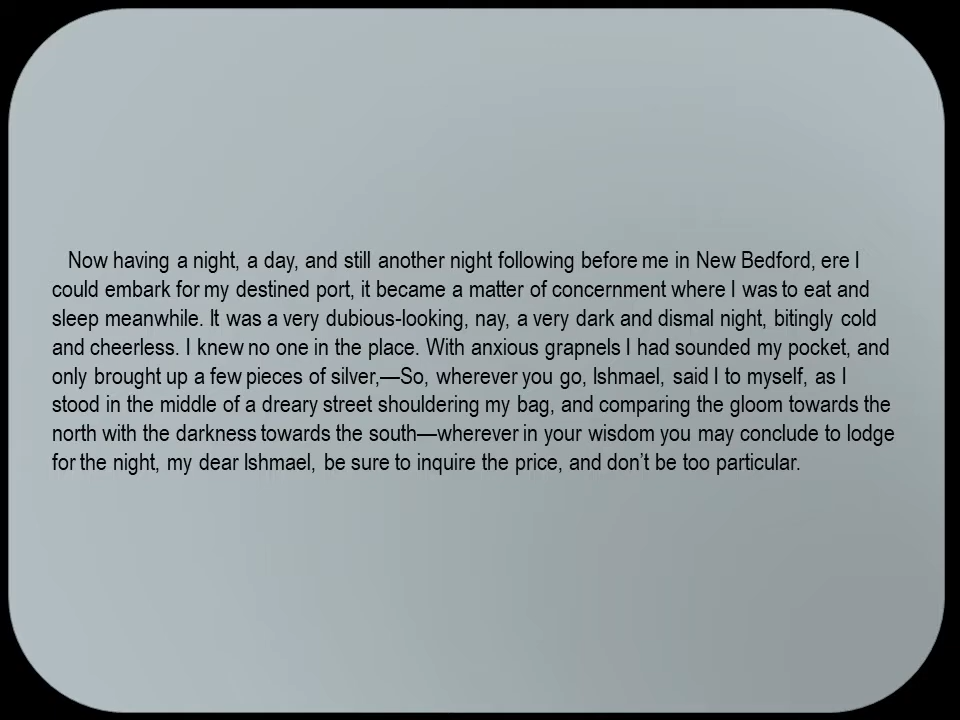 Now having a night, a day, and still another night following before me in New Bedford, ere I
could embark for my destined port, it became a matter of concernment where I was to eat and
sleep meanwhile. It was a very dubious-looking, nay, a very dark and dismal night, bitingly cold
and cheerless. I knew no one in the place. With anxious grapnels I had sounded my pocket, and
only brought up a few pieces of silver,—So, wherever you go, Ishmael, said I to myself, as I
stood in the middle of a dreary street shouldering my bag, and comparing the gloom towards the
north with the darkness towards the south—wherever in your wisdom you may conclude to lodge
for the night, my dear Ishmael, be sure to inquire the price, and don’t be too particular.